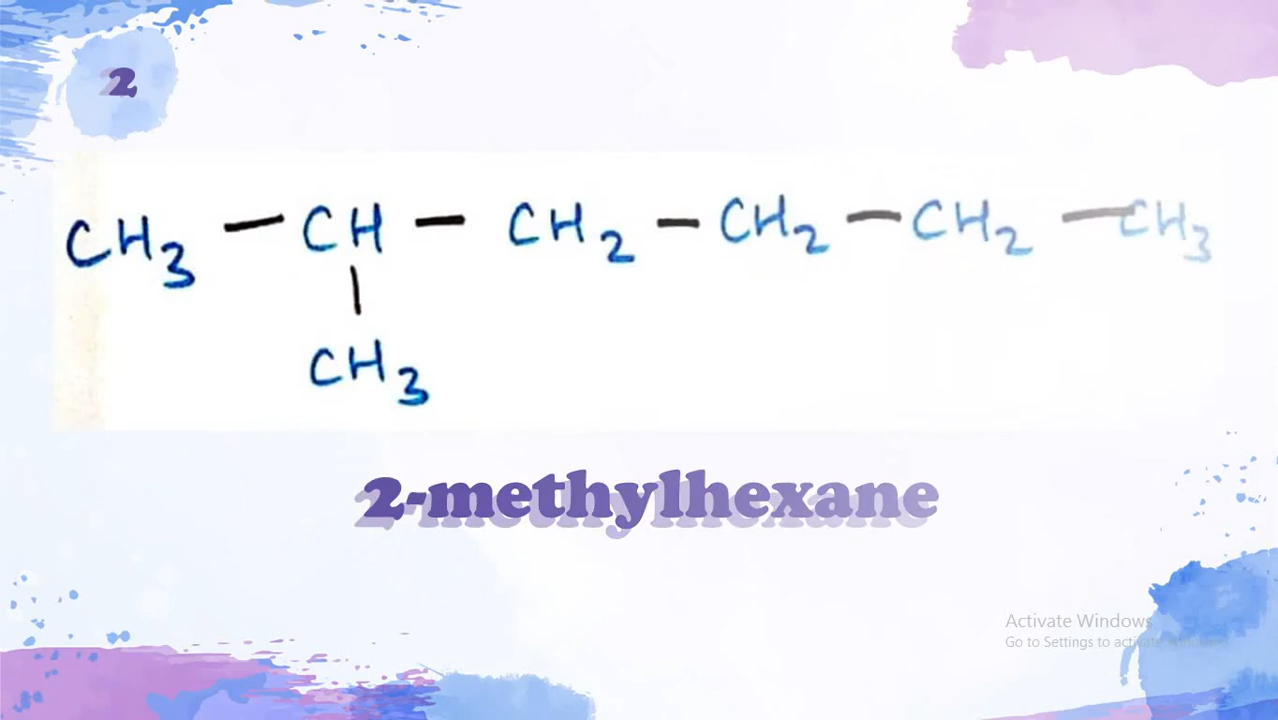 2
CH3 — CH — CH2 — CH2 — CH2 — CH3
|
CH3
2-methylhexane
Activate Windows
Go to Settings to activate Windows.